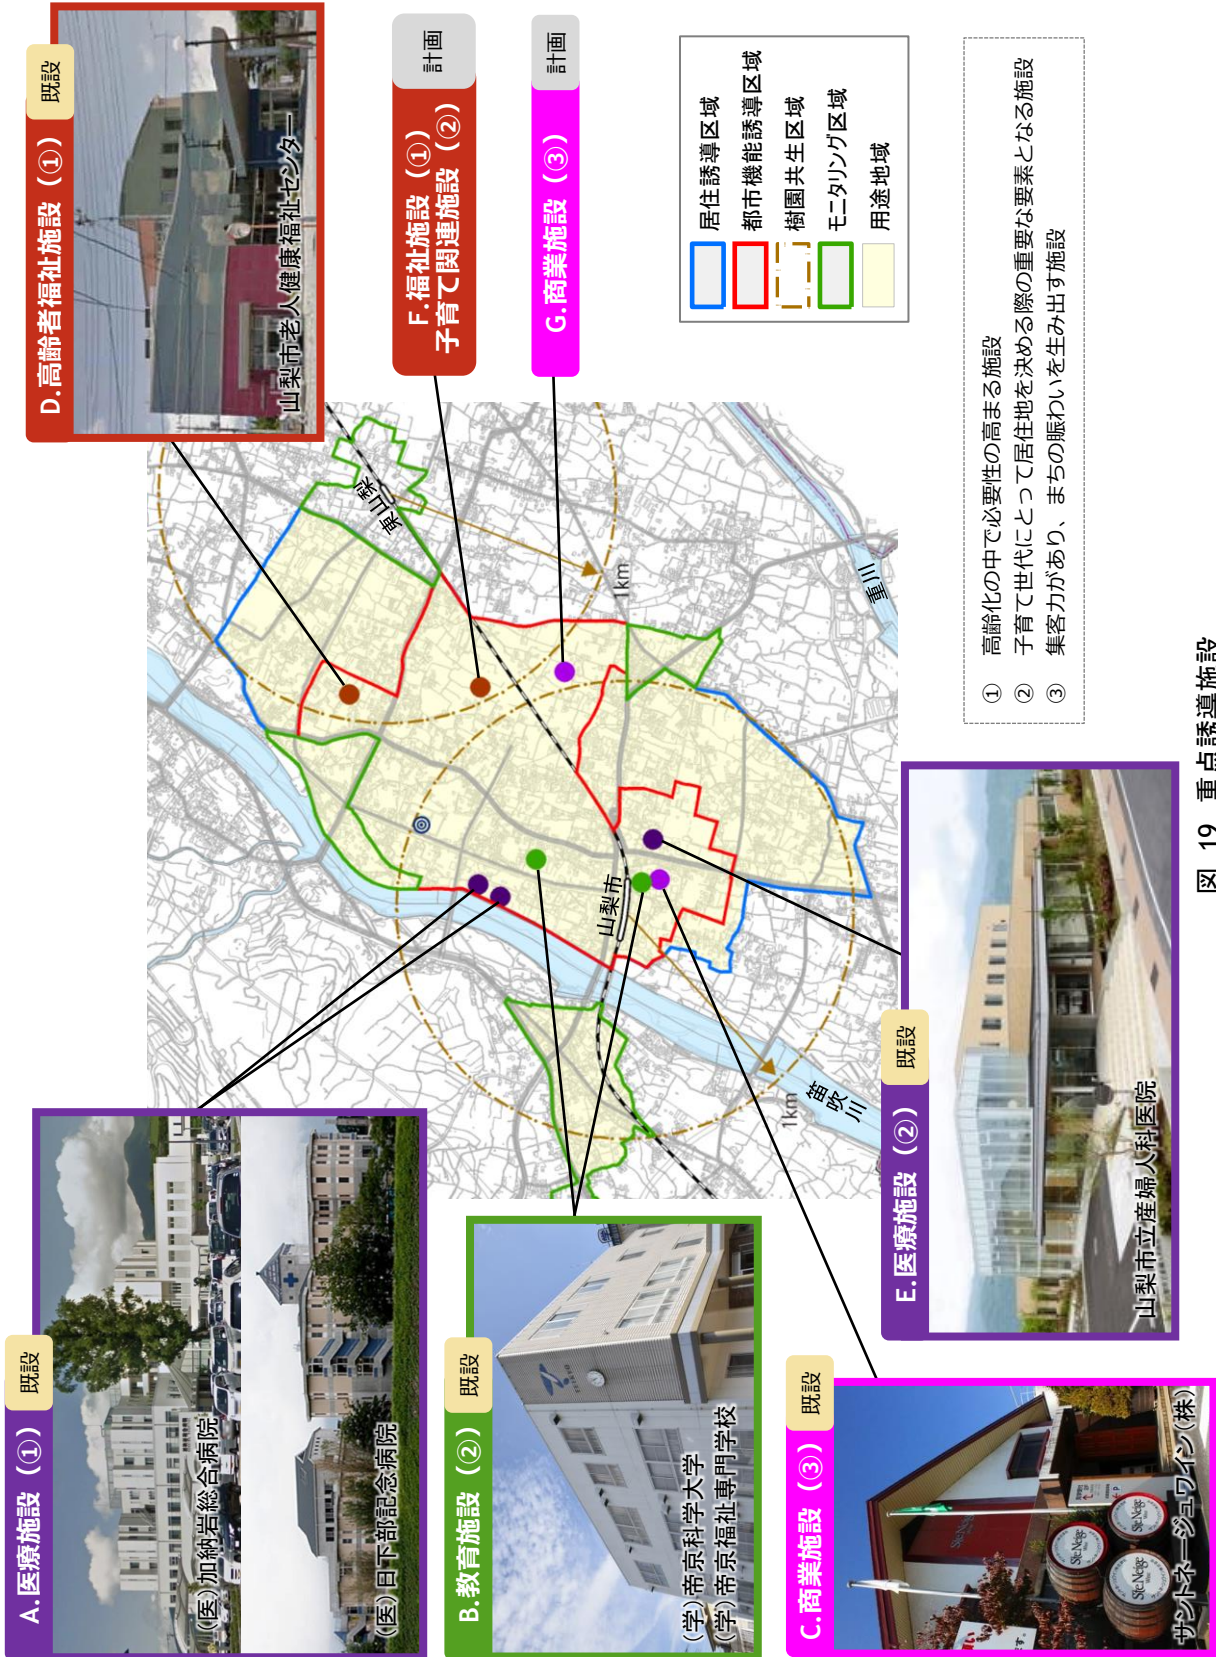 A.医療施設（①）
既設
(医)加納岩総合病院
(医)日下部記念病院
B.教育施設（②）
既設
(学)帝京科学大学
(学)帝京福祉専門学校
C.商業施設（③）
既設
Ste.Neige
Ste.Neige
Ste.Neige
Ste.Neige
サントネージュワイン(株)
D.高齢者福祉施設（①）
既設
山梨市老人健康福祉センター
E.医療施設（②）
既設
山梨市立産婦人科医院
F.福祉施設（①）
子育て関連施設（②）
計画
G.商業施設（③）
計画
東山梨
山梨市
1km
1km
笛吹川
重川
居住誘導区域
都市機能誘導区域
樹園共生区域
モニタリング区域
用途地域
① 高齢化の中で必要性の高まる施設
② 子育て世代にとって居住地を決める際の重要な要素となる施設
③ 集客力があり、まちの賑わいを生み出す施設
図 19 重点誘導施設